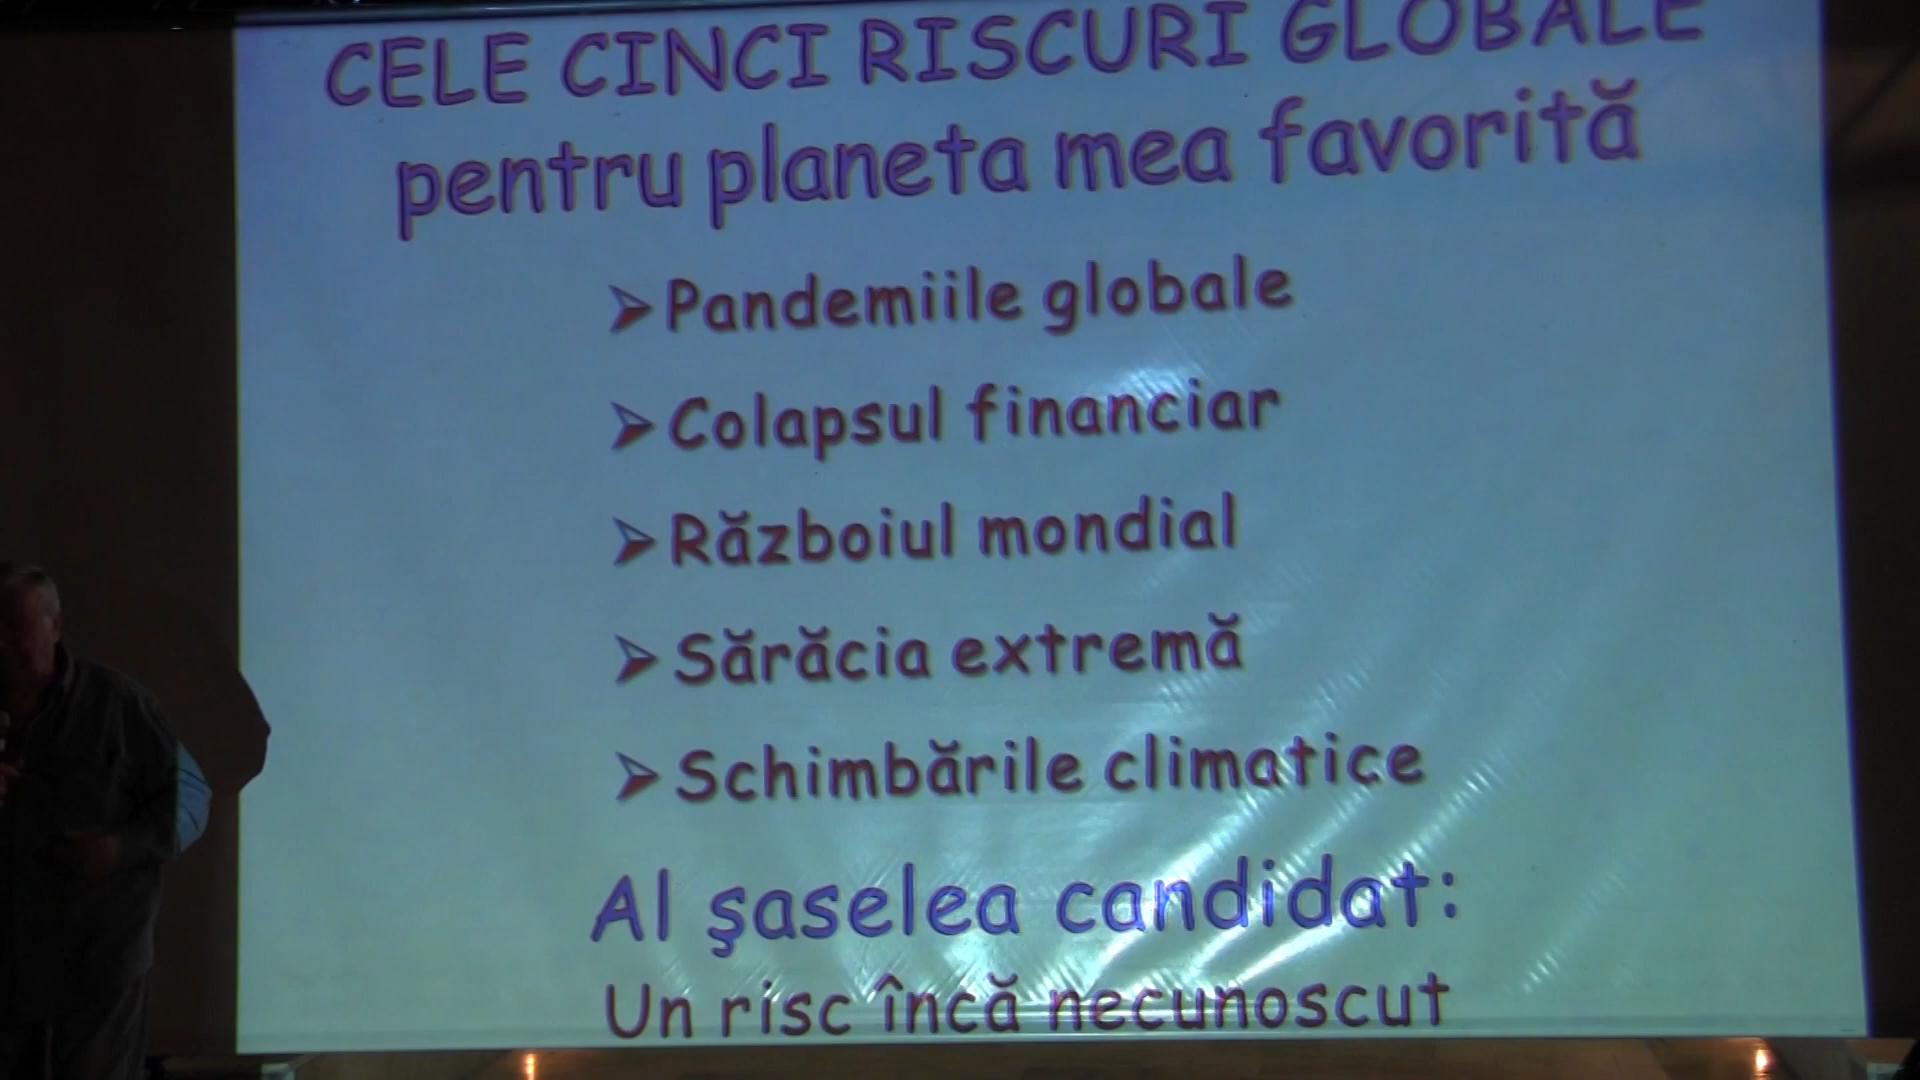 CELE CINCI RISCURI GLOBALE
pentru planeta mea favorită
Pandemiile globale
Colapsul financiar
Războiul mondial
Sărăcia extremă
Schimbările climatice
Al şaselea candidat:
Un risc încă necunoscut